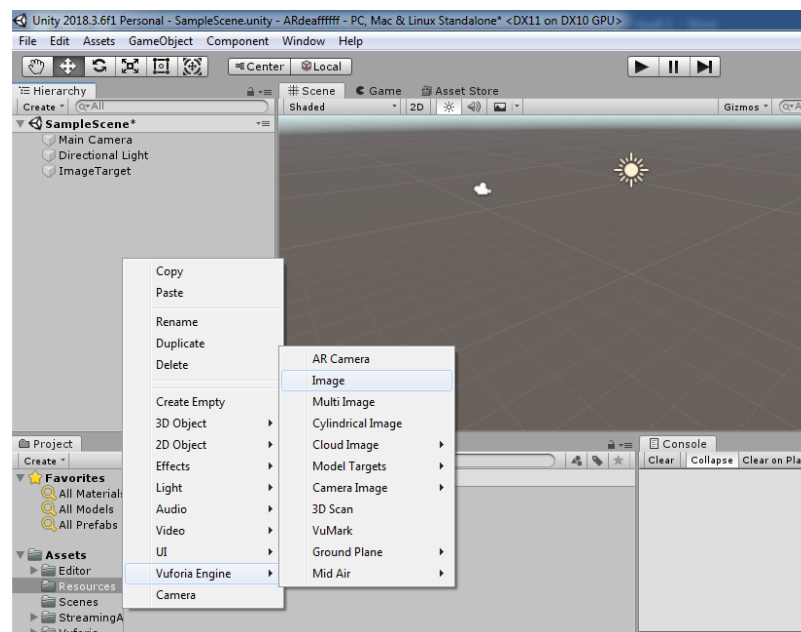 Unity 2018.3.6f1 Personal - SampleScene.unity - ARdeaffffff - PC, Mac & Linux Standalone* <DX11 on DX10 GPU>
File Edit Assets GameObject Component Window Help
Center Local
Hierarchy
Create All
SampleScene*
Main Camera
Directional Light
ImageTarget
Scene Game Asset Store
Shaded 2D Gizmos
Copy
Paste
Rename
Duplicate
Delete
Create Empty
3D Object
2D Object
Effects
Light
Audio
Video
UI
Vuforia Engine
Camera
AR Camera
Image
Multi Image
Cylindrical Image
Cloud Image
Model Targets
Camera Image
3D Scan
VuMark
Ground Plane
Mid Air
Project
Create
Favorites
All Material
All Models
All Prefabs
Assets
Editor
Resources
Scenes
StreamingA
Console
Clear Collapse Clear on Pla